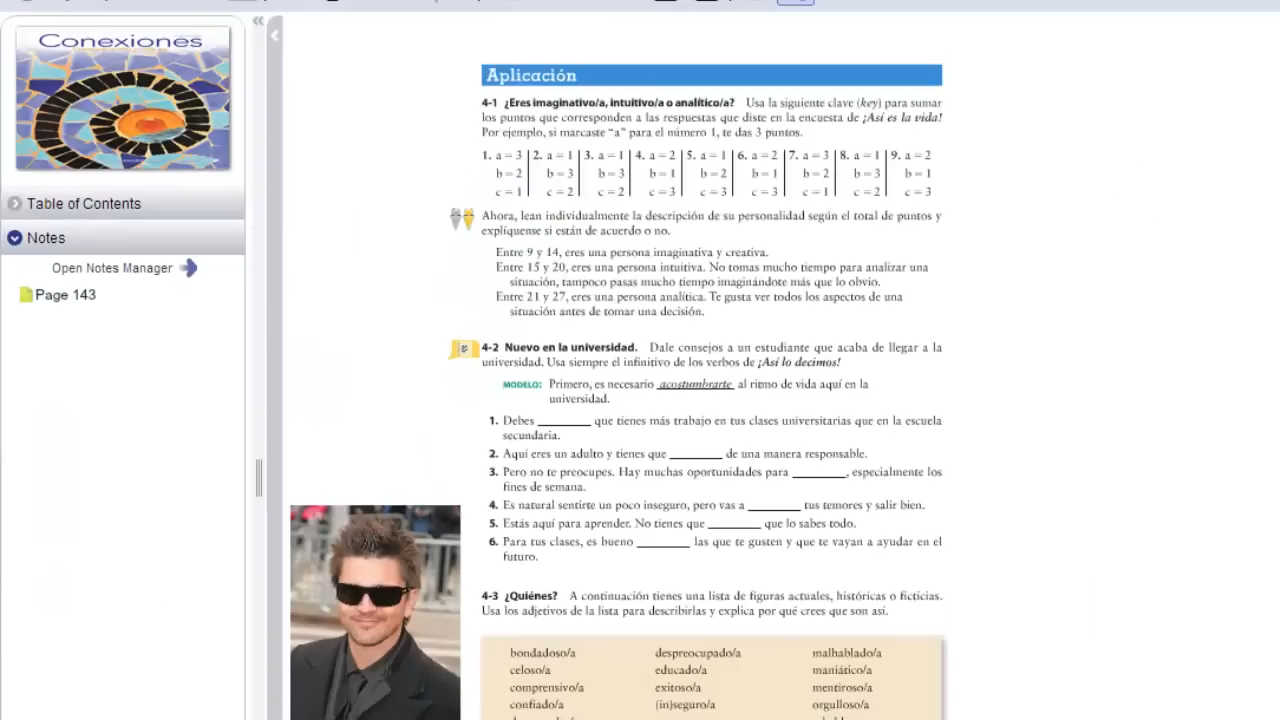 Conexiones
Table of Contents
Notes
Open Notes Manager
Page 143
Aplicación
4-1 ¿Eres imaginativo/a, intuitivo/a o analítico/a? Usa la siguiente clave (key) para sumar
los puntos que corresponden a las respuestas que diste en la encuesta de ¡Así es la vida!
Por ejemplo, si marcaste "a" para el número 1, te das 3 puntos.
1. a = 3 2. a = 1 3. a = 1 4. a = 2 5. a = 1 6. a = 2 7. a = 3 8. a = 1 9. a = 2
b = 2 b = 3 b = 3 b = 1 b = 2 b = 1 b = 2 b = 3 b = 1
c = 1 c = 2 c = 2 c = 3 c = 3 c = 3 c = 1 c = 2 c = 3
Ahora, lean individualmente la descripción de su personalidad según el total de puntos y
explíquense si están de acuerdo o no.
Entre 9 y 14, eres una persona imaginativa y creativa.
Entre 15 y 20, eres una persona intuitiva. No tomas mucho tiempo para analizar una
situación, tampoco pasas mucho tiempo imaginándote más que lo obvio.
Entre 21 y 27, eres una persona analítica. Te gusta ver todos los aspectos de una
situación antes de tomar una decisión.
4-2 Nuevo en la universidad. Dale consejos a un estudiante que acaba de llegar a la
universidad. Usa siempre el infinitivo de los verbos de ¡Así lo decimos!
MODELO: Primero, es necesario acostumbrarte al ritmo de vida aquí en la
universidad.
1. Debes ________ que tienes más trabajo en tus clases universitarias que en la escuela
secundaria.
2. Aquí eres un adulto y tienes que ________ de una manera responsable.
3. Pero no te preocupes. Hay muchas oportunidades para ________, especialmente los
fines de semana.
4. Es natural sentirte un poco inseguro, pero vas a ________ tus temores y salir bien.
5. Estás aquí para aprender. No tienes que ________ que lo sabes todo.
6. Para tus clases, es bueno ________ las que te gusten y que te vayan a ayudar en el
futuro.
4-3 ¿Quiénes? A continuación tienes una lista de figuras actuales, históricas o ficticias.
Usa los adjetivos de la lista para describirlas y explica por qué crees que son así.
bondadoso/a despreocupado/a malhablado/a
celoso/a educado/a maniático/a
comprensivo/a exitoso/a mentiroso/a
confiado/a (in)seguro/a orgulloso/a